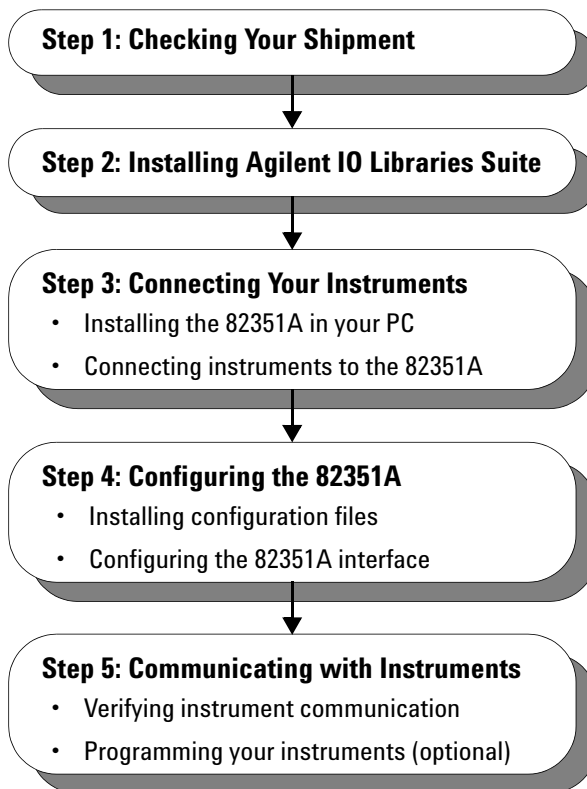 Step 1: Checking Your Shipment
Step 2: Installing Agilent IO Libraries Suite
Step 3: Connecting Your Instruments
• Installing the 82351A in your PC
• Connecting instruments to the 82351A
Step 4: Configuring the 82351A
• Installing configuration files
• Configuring the 82351A interface
Step 5: Communicating with Instruments
• Verifying instrument communication
• Programming your instruments (optional)